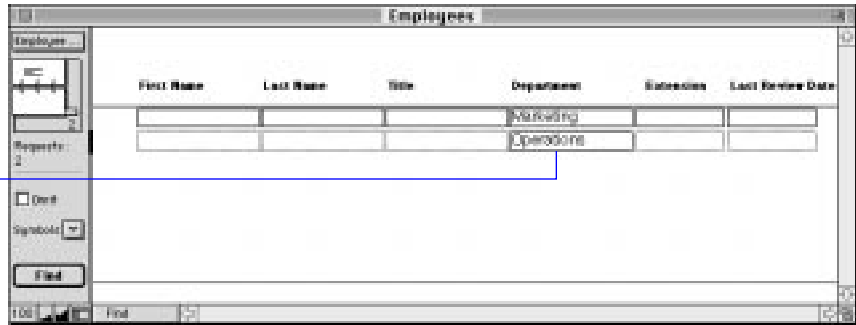 Employees
Employee ...
First Name Last Name Title Department Extension Last Review Date
2
Marketing
Requests:
2
Operations
Omit
Symbols
Find
100 Find